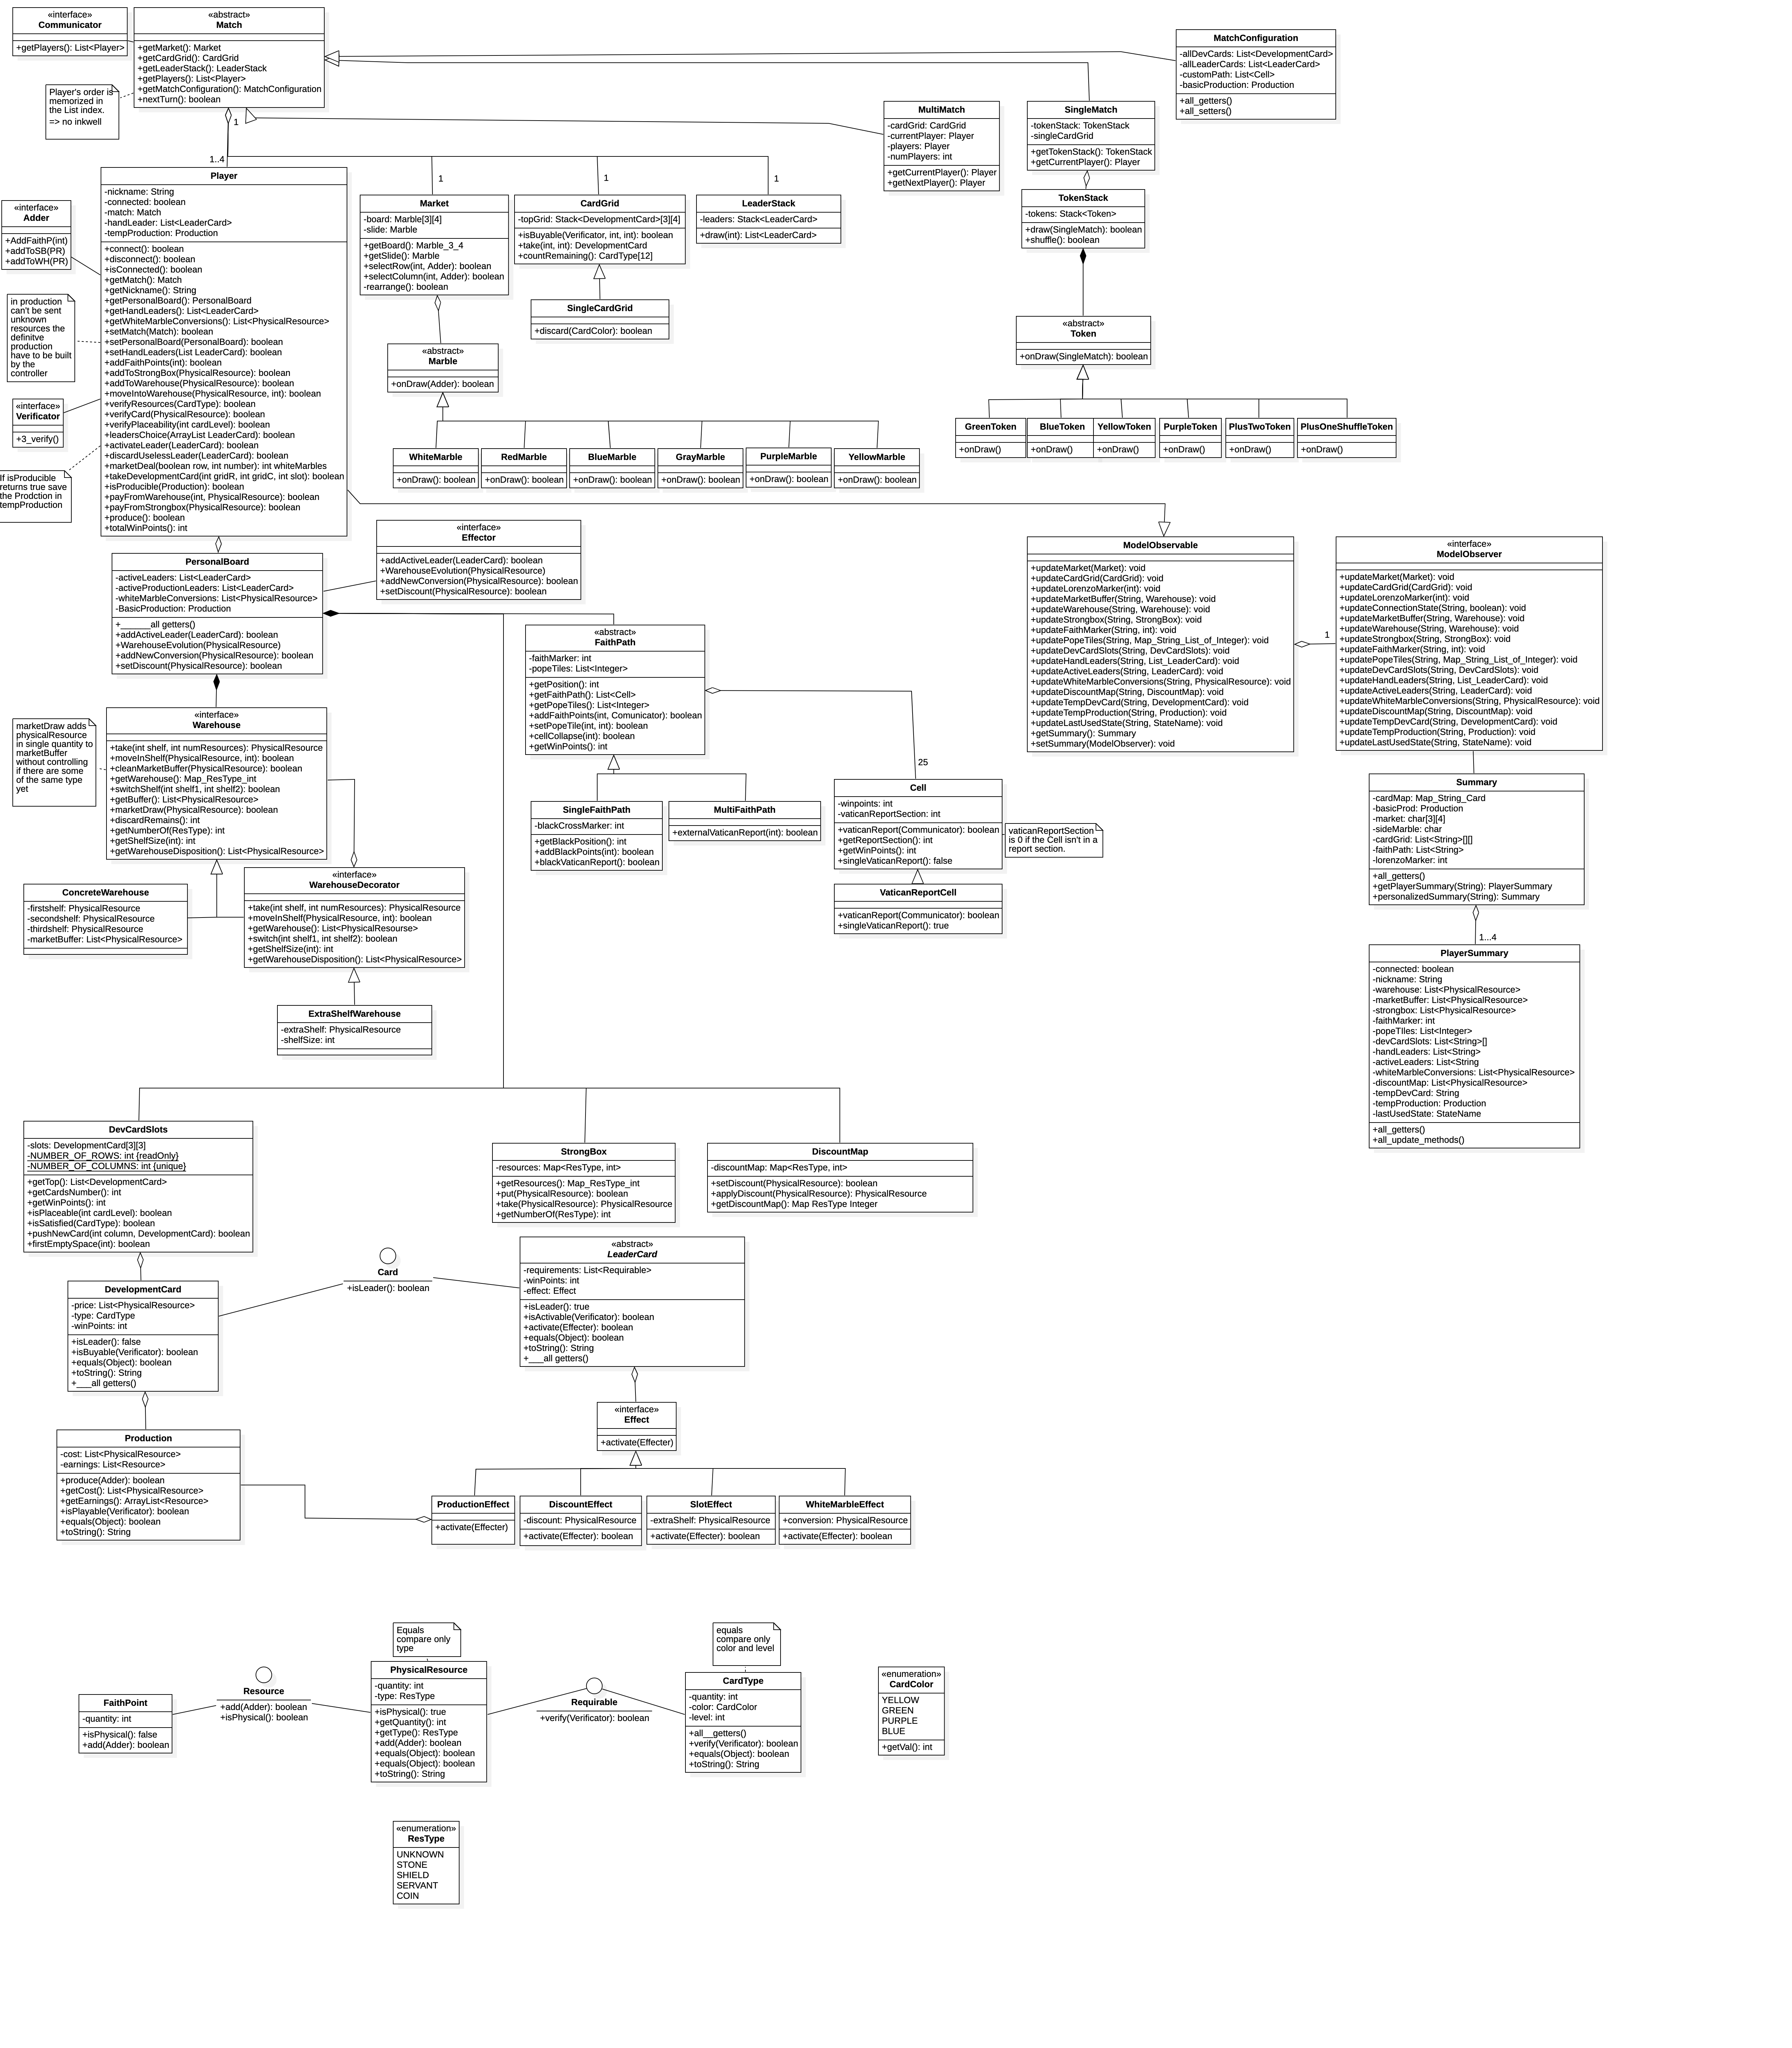 «interface»
Communicator
+getPlayers(): List<Player>
«abstract»
Match
+getMarket(): Market
+getCardGrid(): CardGrid
+getLeaderStack(): LeaderStack
+getPlayers(): List<Player>
+getMatchConfiguration(): MatchConfiguration
+nextTurn(): boolean
MatchConfiguration
-allDevCards: List<DevelopmentCard>
-allLeaderCards: List<LeaderCard>
-customPath: List<Cell>
-basicProduction: Production
+all_getters()
+all_setters()
Player's order is
memorized in
the List index.
=> no inkwell
1
1..4
MultiMatch
-cardGrid: CardGrid
-currentPlayer: Player
-players: Player
-numPlayers: int
+getCurrentPlayer(): Player
+getNextPlayer(): Player
SingleMatch
-tokenStack: TokenStack
-singleCardGrid
+getTokenStack(): TokenStack
+getCurrentPlayer(): Player
Player
-nickname: String
-connected: boolean
-match: Match
-handLeader: List<LeaderCard>
-tempProduction: Production
+connect(): boolean
+disconnect(): boolean
+isConnected(): boolean
+getMatch(): Match
+getNickname(): String
+getPersonalBoard(): PersonalBoard
+getHandLeaders(): List<LeaderCard>
+getWhiteMarbleConversions(): List<PhysicalResource>
+setMatch(Match): boolean
+setPersonalBoard(PersonalBoard): boolean
+setHandLeaders(List LeaderCard): boolean
+addFaithPoints(int): boolean
+addToStrongBox(PhysicalResource): boolean
+addToWarehouse(PhysicalResource): boolean
+moveIntoWarehouse(PhysicalResource, int): boolean
+verifyResources(CardType): boolean
+verifyCard(PhysicalResource): boolean
+verifyPlaceability(int cardLevel): boolean
+leadersChoice(ArrayList LeaderCard): boolean
+activateLeader(LeaderCard): boolean
+discardUselessLeader(LeaderCard): boolean
+marketDeal(boolean row, int number): int whiteMarbles
+takeDevelopmentCard(int gridR, int gridC, int slot): boolean
+isProducible(Production): boolean
+payFromWarehouse(int, PhysicalResource): boolean
+payFromStrongbox(PhysicalResource): boolean
+produce(): boolean
+totalWinPoints(): int
«interface»
Adder
+AddFaithP(int)
+addToSB(PR)
+addToWH(PR)
in production
can't be sent
unknown
resources the
definitve
production
have to be built
by the
controller
«interface»
Verificator
+3_verify()
If isProducible
returns true save
the Prodction in
tempProduction
1
Market
-board: Marble[3][4]
-slide: Marble
+getBoard(): Marble_3_4
+getSlide(): Marble
+selectRow(int, Adder): boolean
+selectColumn(int, Adder): boolean
-rearrange(): boolean
1
CardGrid
-topGrid: Stack<DevelopmentCard>[3][4]
+isBuyable(Verificator, int, int): boolean
+take(int, int): DevelopmentCard
+countRemaining(): CardType[12]
1
LeaderStack
-leaders: Stack<LeaderCard>
+draw(int): List<LeaderCard>
TokenStack
-tokens: Stack<Token>
+draw(SingleMatch): boolean
+shuffle(): boolean
SingleCardGrid
+discard(CardColor): boolean
«abstract»
Marble
+onDraw(Adder): boolean
«abstract»
Token
+onDraw(SingleMatch): boolean
GreenToken
+onDraw()
BlueToken
+onDraw()
YellowToken
+onDraw()
PurpleToken
+onDraw()
PlusTwoToken
+onDraw()
PlusOneShuffleToken
+onDraw()
WhiteMarble
+onDraw(): boolean
RedMarble
+onDraw(): boolean
BlueMarble
+onDraw(): boolean
GrayMarble
+onDraw(): boolean
PurpleMarble
+onDraw(): boolean
YellowMarble
+onDraw(): boolean
PersonalBoard
-activeLeaders: List<LeaderCard>
-activeProductionLeaders: List<LeaderCard>
-whiteMarbleConversions: List<PhysicalResource>
-BasicProduction: Production
+______all getters()
+addActiveLeader(LeaderCard): boolean
+WarehouseEvolution(PhysicalResource)
+addNewConversion(PhysicalResource): boolean
+setDiscount(PhysicalResource): boolean
«interface»
Effector
+addActiveLeader(LeaderCard): boolean
+WarehouseEvolution(PhysicalResource)
+addNewConversion(PhysicalResource): boolean
+setDiscount(PhysicalResource): boolean
ModelObservable
+updateMarket(Market): void
+updateCardGrid(CardGrid): void
+updateLorenzoMarker(int): void
+updateMarketBuffer(String, Warehouse): void
+updateWarehouse(String, Warehouse): void
+updateStrongbox(String, StrongBox): void
+updateFaithMarker(String, int): void
+updatePopeTiles(String, Map_String_List_of_Integer): void
+updateDevCardSlots(String, DevCardSlots): void
+updateHandLeaders(String, List_LeaderCard): void
+updateActiveLeaders(String, LeaderCard): void
+updateWhiteMarbleConversions(String, PhysicalResource): void
+updateDiscountMap(String, DiscountMap): void
+updateTempDevCard(String, DevelopmentCard): void
+updateTempProduction(String, Production): void
+updateLastUsedState(String, StateName): void
+getSummary(): Summary
+setSummary(ModelObserver): void
1
«interface»
ModelObserver
+updateMarket(Market): void
+updateCardGrid(CardGrid): void
+updateLorenzoMarker(int): void
+updateConnectionState(String, boolean): void
+updateMarketBuffer(String, Warehouse): void
+updateWarehouse(String, Warehouse): void
+updateStrongbox(String, StrongBox): void
+updateFaithMarker(String, int): void
+updatePopeTiles(String, Map_String_List_of_Integer): void
+updateDevCardSlots(String, DevCardSlots): void
+updateHandLeaders(String, List_LeaderCard): void
+updateActiveLeaders(String, LeaderCard): void
+updateWhiteMarbleConversions(String, PhysicalResource): void
+updateDiscountMap(String, DiscountMap): void
+updateTempDevCard(String, DevelopmentCard): void
+updateTempProduction(String, Production): void
+updateLastUsedState(String, StateName): void
«abstract»
FaithPath
-faithMarker: int
-popeTiles: List<Integer>
+getPosition(): int
+getFaithPath(): List<Cell>
+getPopeTiles(): List<Integer>
+addFaithPoints(int, Comunicator): boolean
+setPopeTile(int, int): boolean
+cellCollapse(int): boolean
+getWinPoints(): int
marketDraw adds
physicalResource
in single quantity to
marketBuffer
without controlling
if there are some
of the same type
yet
«interface»
Warehouse
+take(int shelf, int numResources): PhysicalResource
+moveInShelf(PhysicalResource, int): boolean
+cleanMarketBuffer(PhysicalResource): boolean
+getWarehouse(): Map_ResType_int
+switchShelf(int shelf1, int shelf2): boolean
+getBuffer(): List<PhysicalResource>
+marketDraw(PhysicalResource): boolean
+discardRemains(): int
+getNumberOf(ResType): int
+getShelfSize(int): int
+getWarehouseDisposition(): List<PhysicalResource>
25
SingleFaithPath
-blackCrossMarker: int
+getBlackPosition(): int
+addBlackPoints(int): boolean
+blackVaticanReport(): boolean
MultiFaithPath
+externalVaticanReport(int): boolean
Cell
-winpoints: int
-vaticanReportSection: int
+vaticanReport(Communicator): boolean
+getReportSection(): int
+getWinPoints(): int
+singleVaticanReport(): false
vaticanReportSection
is 0 if the Cell isn't in a
report section.
VaticanReportCell
+vaticanReport(Communicator): boolean
+singleVaticanReport(): true
Summary
-cardMap: Map_String_Card
-basicProd: Production
-market: char[3][4]
-sideMarble: char
-cardGrid: List<String>[][]
-faithPath: List<String>
-lorenzoMarker: int
+all_getters()
+getPlayerSummary(String): PlayerSummary
+personalizedSummary(String): Summary
1...4
PlayerSummary
-connected: boolean
-nickname: String
-warehouse: List<PhysicalResource>
-marketBuffer: List<PhysicalResource>
-strongbox: List<PhysicalResource>
-faithMarker: int
-popeTIles: List<Integer>
-devCardSlots: List<String>[]
-handLeaders: List<String>
-activeLeaders: List<String
-whiteMarbleConversions: List<PhysicalResource>
-discountMap: List<PhysicalResource>
-tempDevCard: String
-tempProduction: Production
-lastUsedState: StateName
+all_getters()
+all_update_methods()
ConcreteWarehouse
-firstshelf: PhysicalResource
-secondshelf: PhysicalResource
-thirdshelf: PhysicalResource
-marketBuffer: List<PhysicalResource>
«interface»
WarehouseDecorator
+take(int shelf, int numResources): PhysicalResource
+moveInShelf(PhysicalResource, int): boolean
+getWarehouse(): List<PhysicalResourse>
+switch(int shelf1, int shelf2): boolean
+getShelfSize(int): int
+getWarehouseDisposition(): List<PhysicalResource>
ExtraShelfWarehouse
-extraShelf: PhysicalResource
-shelfSize: int
DevCardSlots
-slots: DevelopmentCard[3][3]
-NUMBER_OF_ROWS: int {readOnly}
-NUMBER_OF_COLUMNS: int {unique}
+getTop(): List<DevelopmentCard>
+getCardsNumber(): int
+getWinPoints(): int
+isPlaceable(int cardLevel): boolean
+isSatisfied(CardType): boolean
+pushNewCard(int column, DevelopmentCard): boolean
+firstEmptySpace(int): boolean
StrongBox
-resources: Map<ResType, int>
+getResources(): Map_ResType_int
+put(PhysicalResource): boolean
+take(PhysicalResource): PhysicalResource
+getNumberOf(ResType): int
DiscountMap
-discountMap: Map<ResType, int>
+setDiscount(PhysicalResource): boolean
+applyDiscount(PhysicalResource): PhysicalResource
+getDiscountMap(): Map ResType Integer
Card
+isLeader(): boolean
«abstract»
LeaderCard
-requirements: List<Requirable>
-winPoints: int
-effect: Effect
+isLeader(): true
+isActivable(Verificator): boolean
+activate(Effecter): boolean
+equals(Object): boolean
+toString(): String
+___all getters()
DevelopmentCard
-price: List<PhysicalResource>
-type: CardType
-winPoints: int
+isLeader(): false
+isBuyable(Verificator): boolean
+equals(Object): boolean
+toString(): String
+___all getters()
«interface»
Effect
+activate(Effecter)
Production
-cost: List<PhysicalResource>
-earnings: List<Resource>
+produce(Adder): boolean
+getCost(): List<PhysicalResource>
+getEarnings(): ArrayList<Resource>
+isPlayable(Verificator): boolean
+equals(Object): boolean
+toString(): String
ProductionEffect
+activate(Effecter)
DiscountEffect
-discount: PhysicalResource
+activate(Effecter): boolean
SlotEffect
-extraShelf: PhysicalResource
+activate(Effecter): boolean
WhiteMarbleEffect
+conversion: PhysicalResource
+activate(Effecter): boolean
Equals
compare only
type
equals
compare only
color and level
FaithPoint
-quantity: int
+isPhysical(): false
+add(Adder): boolean
Resource
+add(Adder): boolean
+isPhysical(): boolean
PhysicalResource
-quantity: int
-type: ResType
+isPhysical(): true
+getQuantity(): int
+getType(): ResType
+add(Adder): boolean
+equals(Object): boolean
+equals(Object): boolean
+toString(): String
Requirable
+verify(Verificator): boolean
CardType
-quantity: int
-color: CardColor
-level: int
+all__getters()
+verify(Verificator): boolean
+equals(Object): boolean
+toString(): String
«enumeration»
CardColor
YELLOW
GREEN
PURPLE
BLUE
+getVal(): int
«enumeration»
ResType
UNKNOWN
STONE
SHIELD
SERVANT
COIN